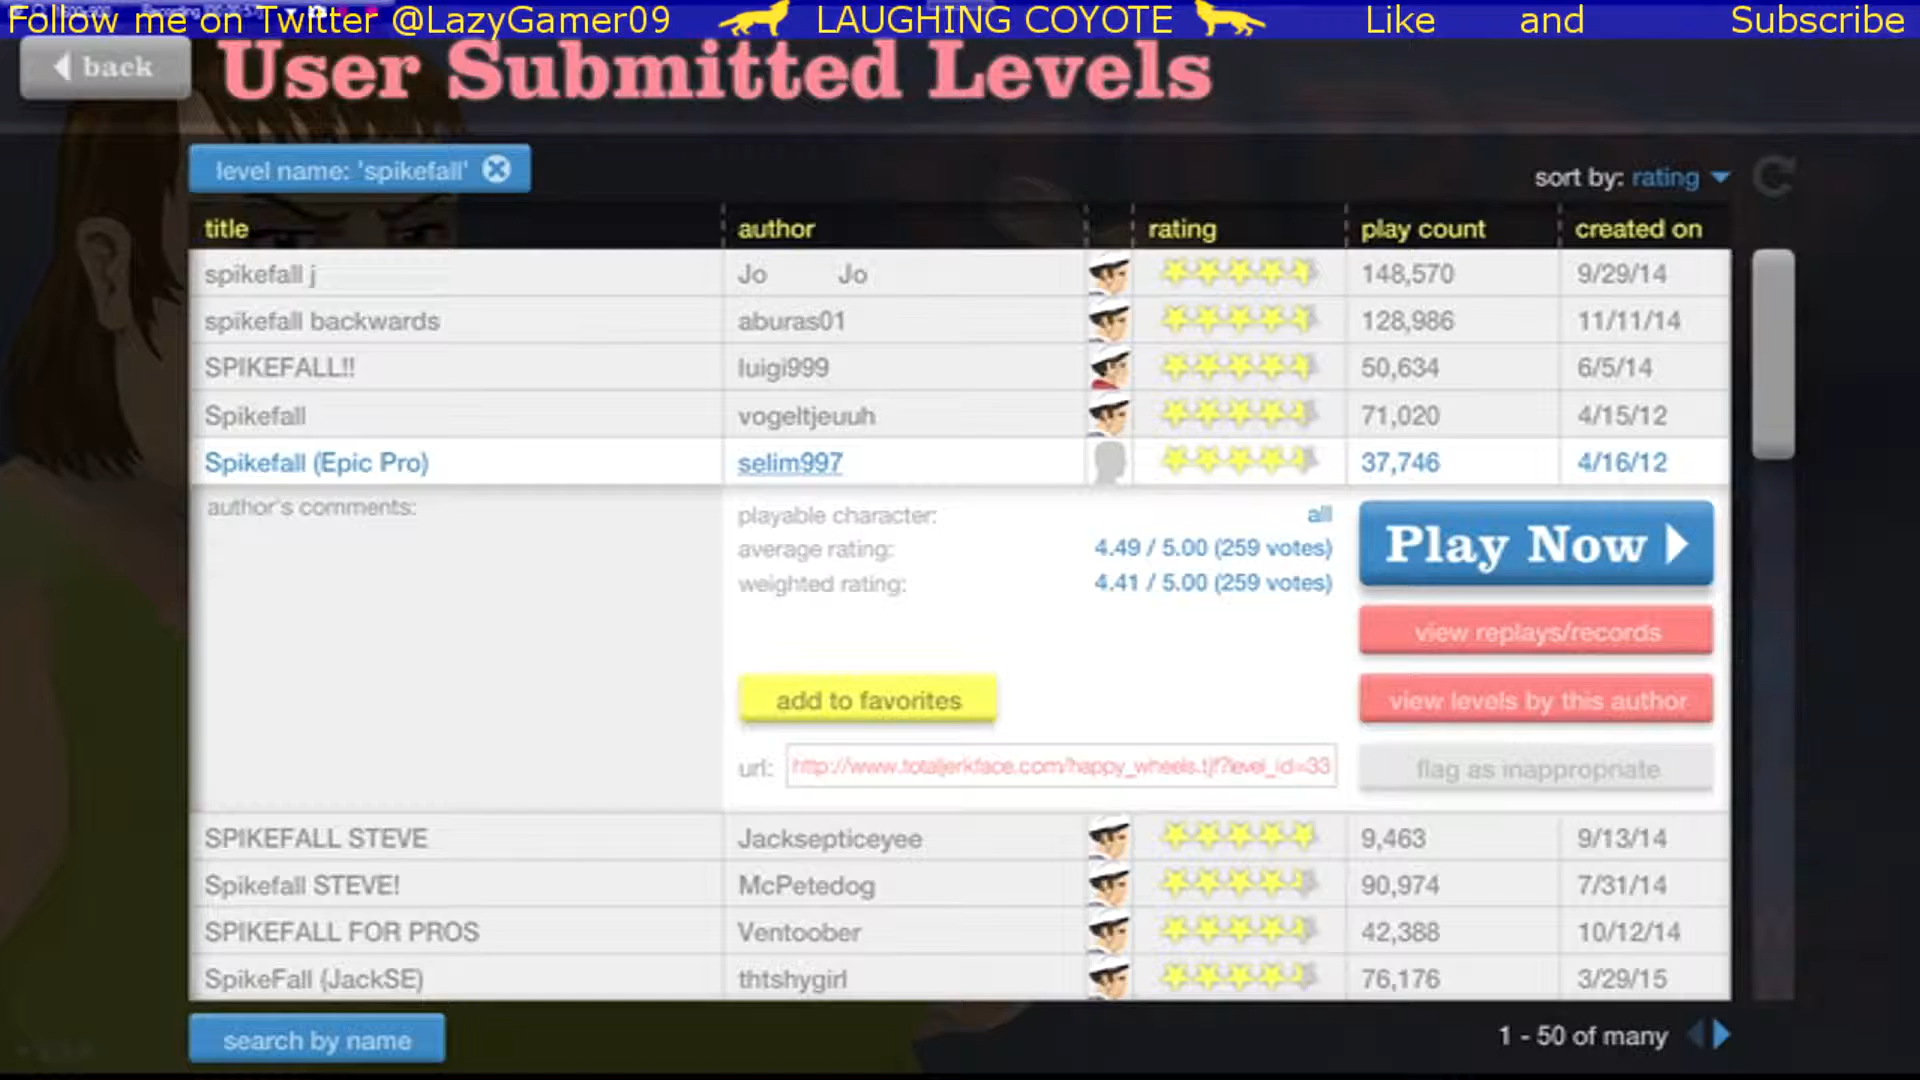 Follow me on Twitter @LazyGamer09 LAUGHING COYOTE Like and Subscribe
back
User Submitted Levels
level name: 'spikefall'
sort by: rating
title author rating play count created on
spikefall j Jo Jo 148,570 9/29/14
spikefall backwards aburas01 128,986 11/11/14
SPIKEFALL!! luigi999 50,634 6/5/14
Spikefall vogeltjeuuh 71,020 4/15/12
Spikefall (Epic Pro) selim997 37,746 4/16/12
author's comments:
playable character: all
average rating: 4.49 / 5.00 (259 votes)
weighted rating: 4.41 / 5.00 (259 votes)
Play Now
view replays/records
add to favorites
view levels by this author
url: http://www.totaljerkface.com/happy_wheels.tjf?level_id=33
flag as inappropriate
SPIKEFALL STEVE Jacksepticeyee 9,463 9/13/14
Spikefall STEVE! McPetedog 90,974 7/31/14
SPIKEFALL FOR PROS Ventoober 42,388 10/12/14
SpikeFall (JackSE) thtshygirl 76,176 3/29/15
search by name
1 - 50 of many